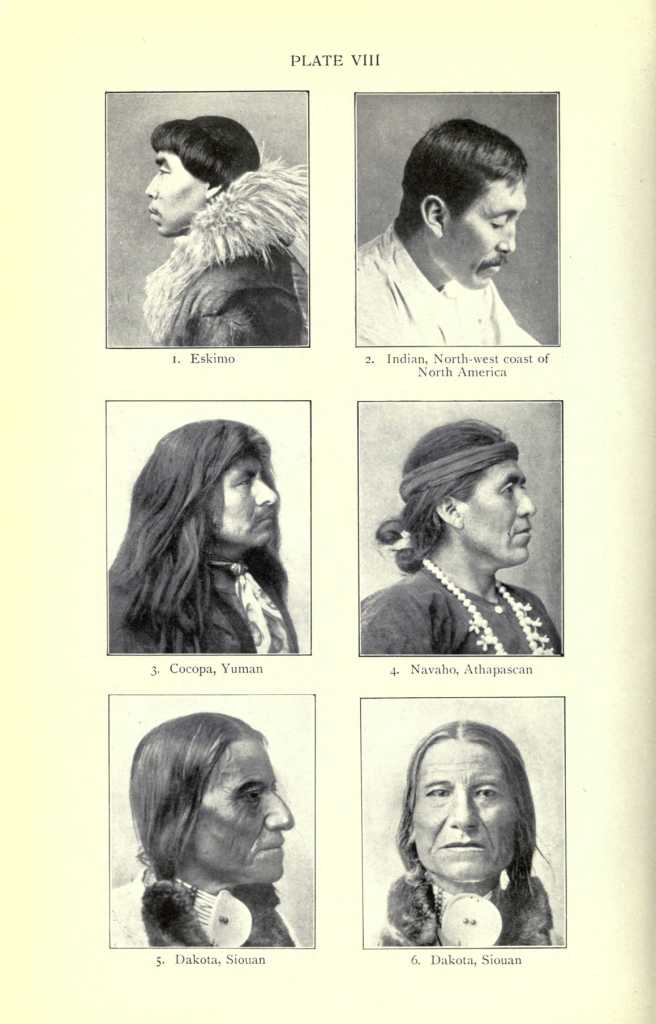 PLATE VIII
1. Eskimo
2. Indian, North-west coast of
North America
3. Cocopa, Yuman
4. Navaho, Athapascan
5. Dakota, Siouan
6. Dakota, Siouan